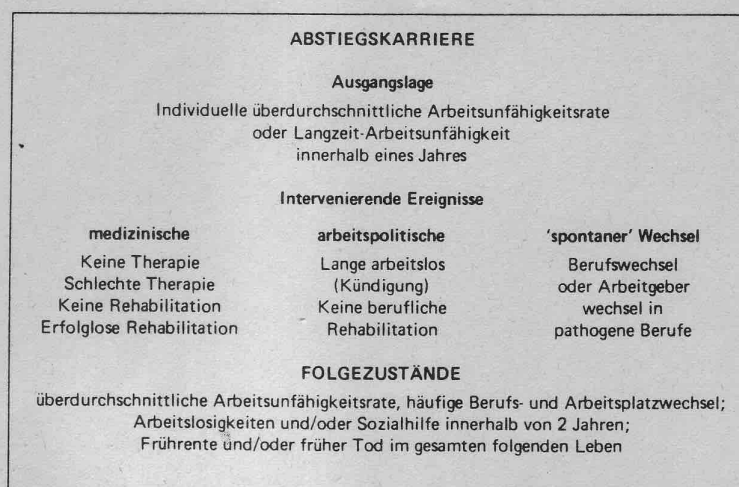 ABSTIEGSKARRIERE
Ausgangslage
Individuelle überdurchschnittliche Arbeitsunfähigkeitsrate
oder Langzeit-Arbeitsunfähigkeit
innerhalb eines Jahres
Intervenierende Ereignisse
medizinische
Keine Therapie
Schlechte Therapie
Keine Rehabilitation
Erfolglose Rehabilitation
arbeitspolitische
Lange arbeitslos
(Kündigung)
Keine berufliche
Rehabilitation
'spontaner' Wechsel
Berufswechsel
oder Arbeitgeber
wechsel in
pathogene Berufe
FOLGEZUSTÄNDE
überdurchschnittliche Arbeitsunfähigkeitsrate, häufige Berufs- und Arbeitsplatzwechsel;
Arbeitslosigkeiten und/oder Sozialhilfe innerhalb von 2 Jahren;
Frührente und/oder früher Tod im gesamten folgenden Leben